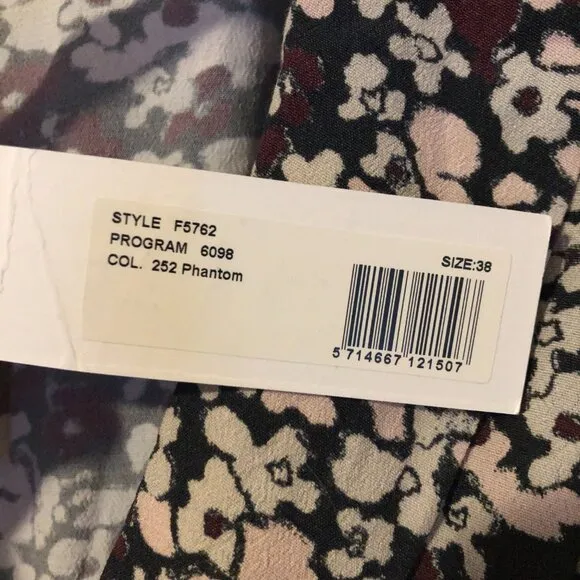 STYLE F5762
PROGRAM 6098
COL. 252 Phantom
SIZE:38
5 714667 121507